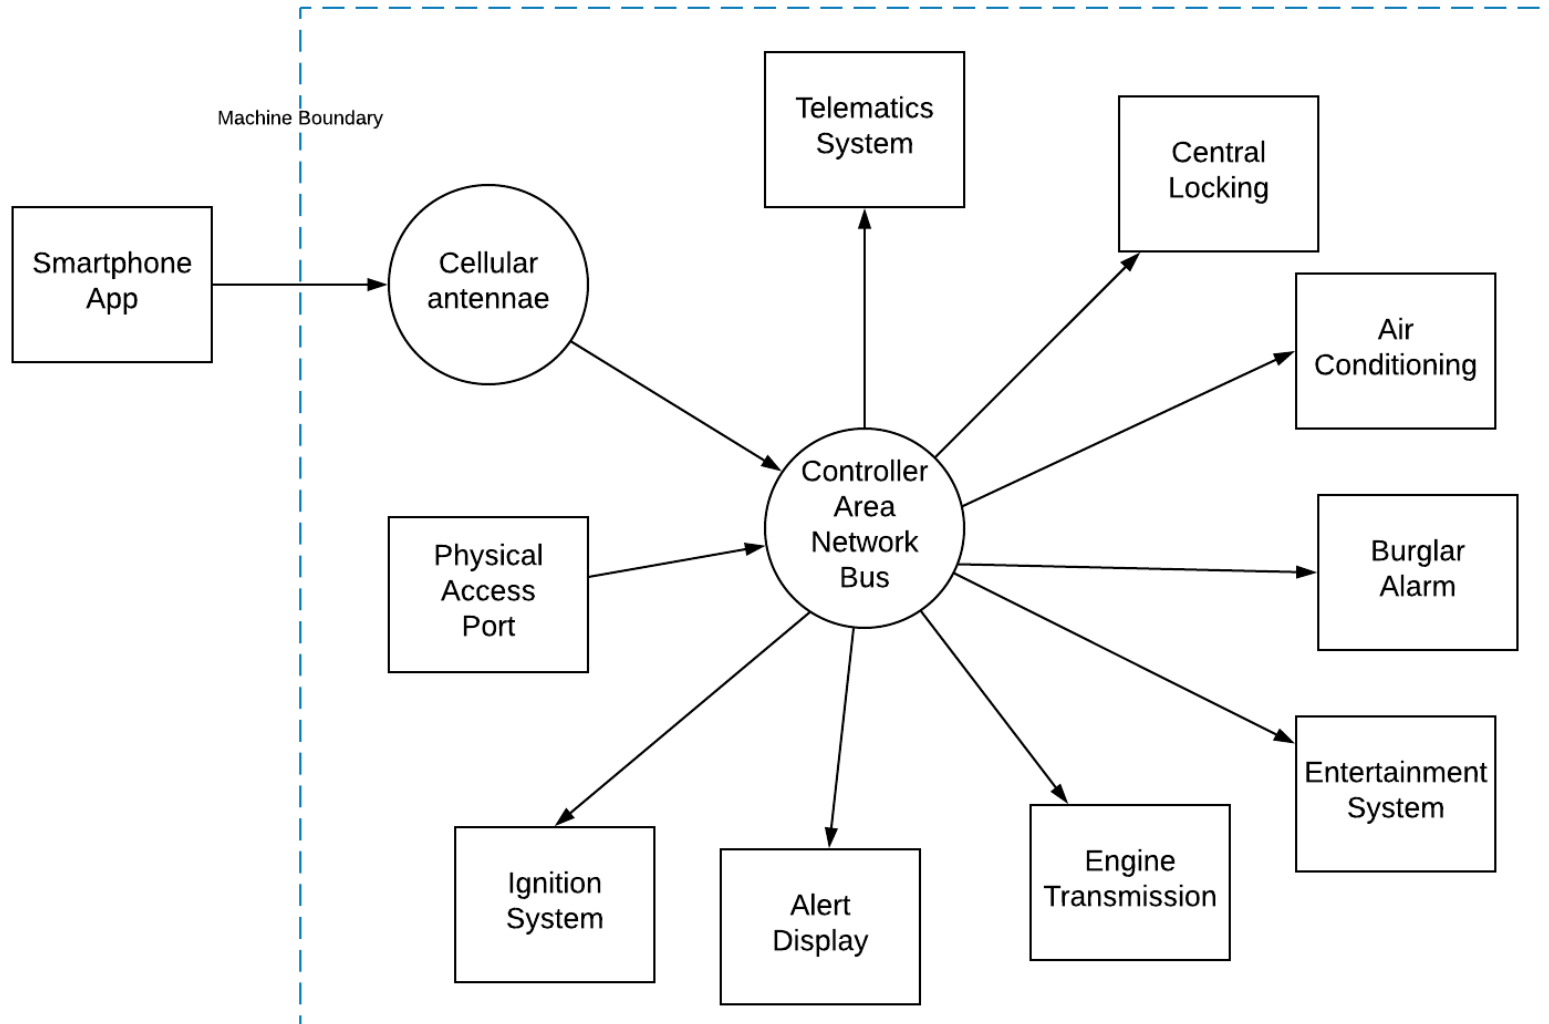 Machine Boundary
Smartphone
App
Cellular
antennae
Telematics
System
Central
Locking
Air
Conditioning
Controller
Area
Network
Bus
Physical
Access
Port
Burglar
Alarm
Entertainment
System
Ignition
System
Alert
Display
Engine
Transmission